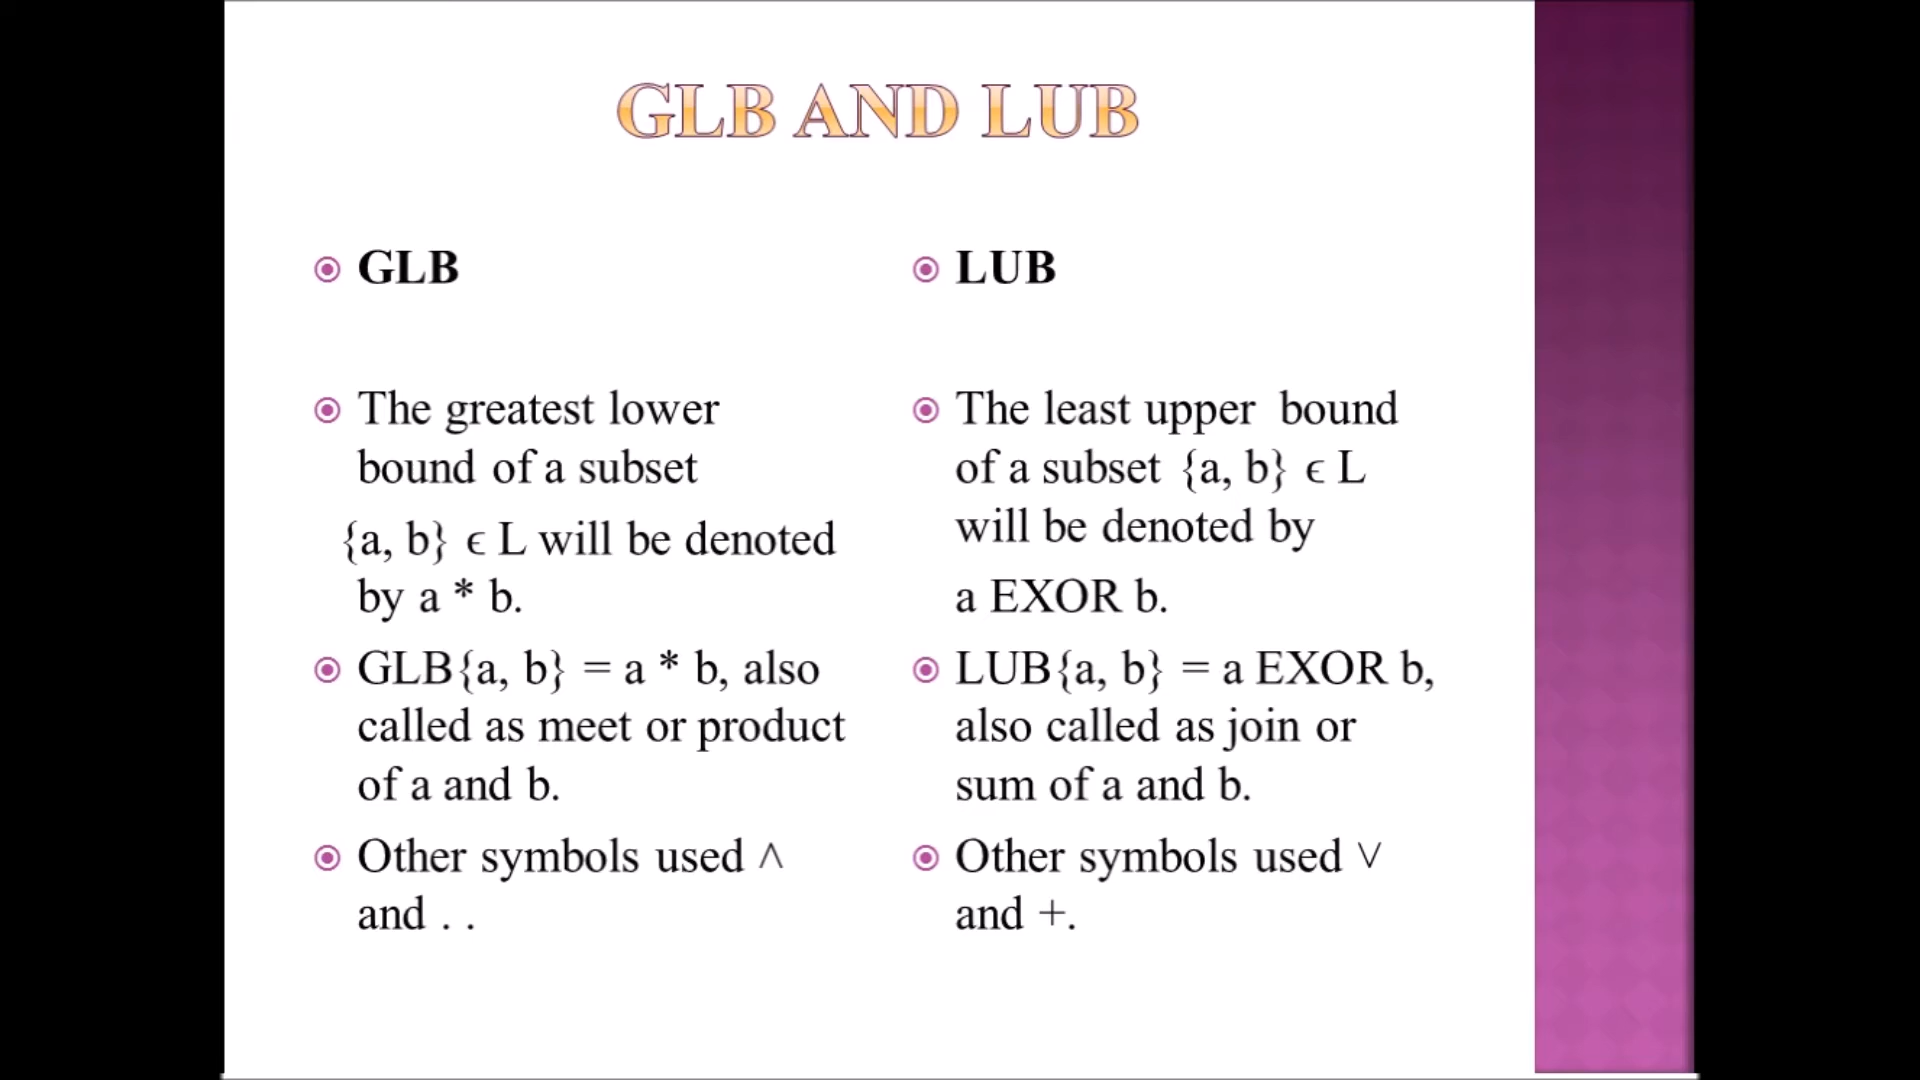 GLB AND LUB
GLB
The greatest lower
bound of a subset
{a, b} ϵ L will be denoted
by a * b.
GLB{a, b} = a * b, also
called as meet or product
of a and b.
Other symbols used ˄
and . .
LUB
The least upper bound
of a subset {a, b} ϵ L
will be denoted by
a EXOR b.
LUB{a, b} = a EXOR b,
also called as join or
sum of a and b.
Other symbols used ˅
and +.